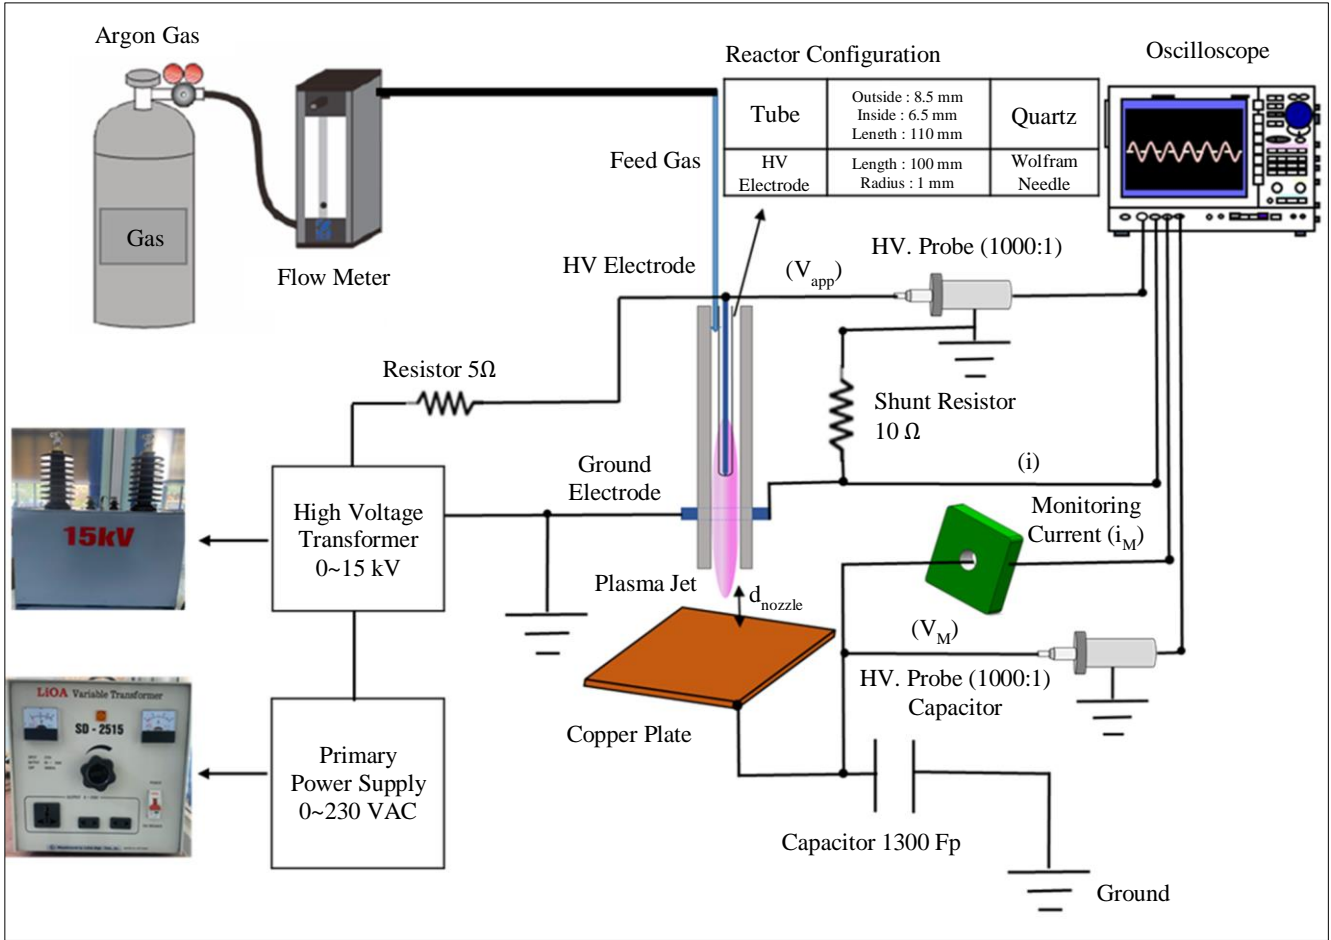 Argon Gas
Gas
Flow Meter
Feed Gas
Reactor Configuration
Tube
Outside : 8.5 mm
Inside : 6.5 mm
Length : 110 mm
Quartz
HV
Electrode
Length : 100 mm
Radius : 1 mm
Wolfram
Needle
Oscilloscope
HV Electrode
(Vapp)
HV. Probe (1000:1)
Resistor 5Ω
Shunt Resistor
10 Ω
(i)
Ground
Electrode
High Voltage
Transformer
0~15 kV
15kV
Monitoring
Current (iM)
Plasma Jet
dnozzle
(VM)
HV. Probe (1000:1)
Capacitor
Copper Plate
LiOA Variable Transformer
SD - 2515
Primary
Power Supply
0~230 VAC
Capacitor 1300 Fp
Ground